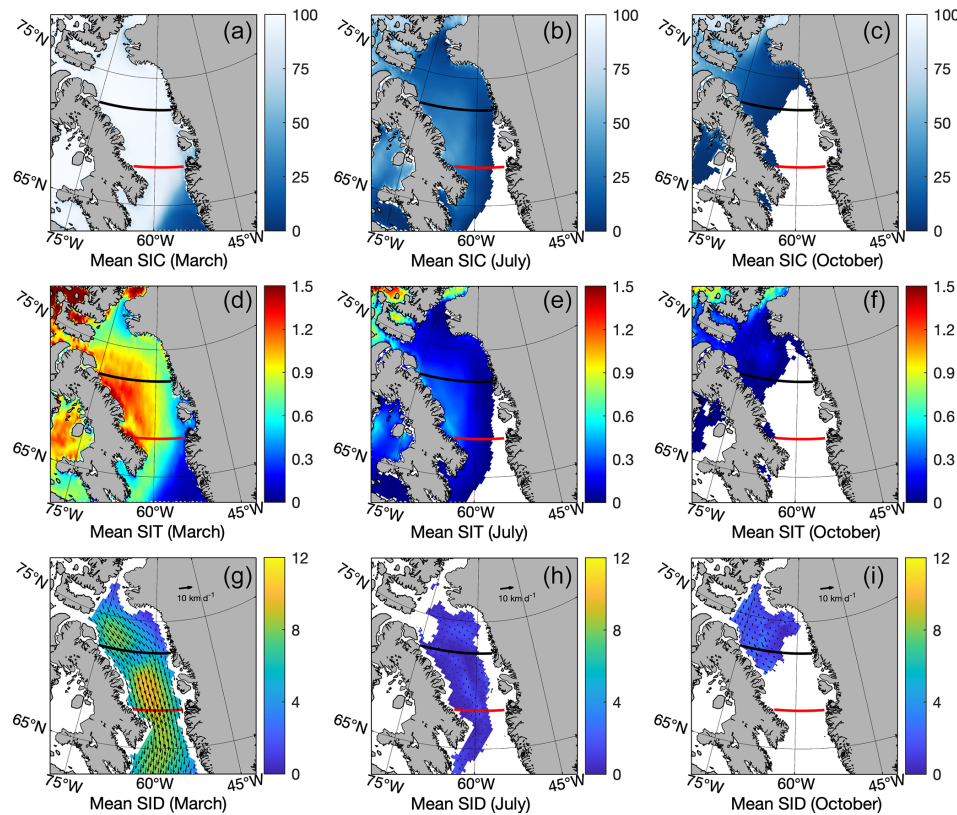 (a)
100
75
50
25
0
75°N
65°N
75°W
60°W
45°W
Mean SIC (March)
(b)
100
75
50
25
0
75°N
65°N
75°W
60°W
45°W
Mean SIC (July)
(c)
100
75
50
25
0
75°N
65°N
75°W
60°W
45°W
Mean SIC (October)
(d)
1.5
1.2
0.9
0.6
0.3
0
75°N
65°N
75°W
60°W
45°W
Mean SIT (March)
(e)
1.5
1.2
0.9
0.6
0.3
0
75°N
65°N
75°W
60°W
45°W
Mean SIT (July)
(f)
1.5
1.2
0.9
0.6
0.3
0
75°N
65°N
75°W
60°W
45°W
Mean SIT (October)
(g)
10 km d⁻¹
12
8
4
0
75°N
65°N
75°W
60°W
45°W
Mean SID (March)
(h)
10 km d⁻¹
12
8
4
0
75°N
65°N
75°W
60°W
45°W
Mean SID (July)
(i)
10 km d⁻¹
12
8
4
0
75°N
65°N
75°W
60°W
45°W
Mean SID (October)